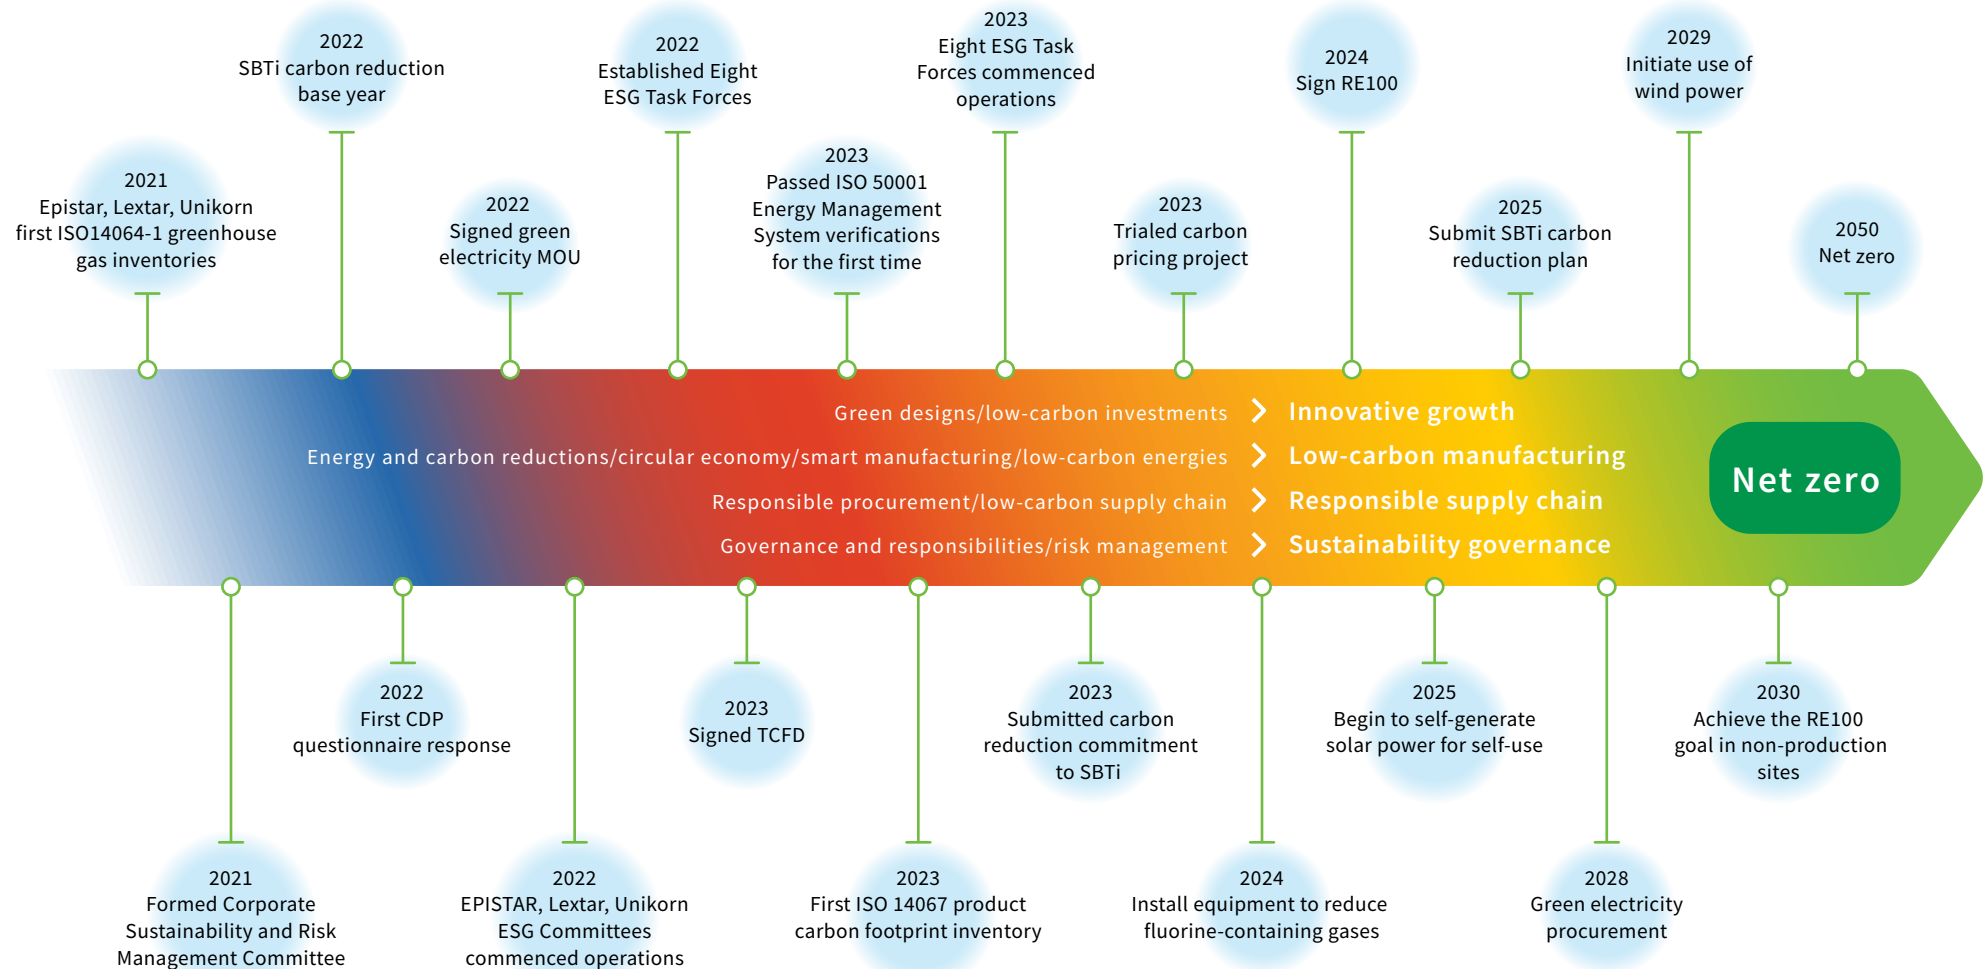 2021
Epistar, Lextar, Unikorn
first ISO14064-1 greenhouse
gas inventories
2022
SBTi carbon reduction
base year
2022
Signed green
electricity MOU
2022
Established Eight
ESG Task Forces
2023
Passed ISO 50001
Energy Management
System verifications
for the first time
2023
Eight ESG Task
Forces commenced
operations
2023
Trialed carbon
pricing project
2024
Sign RE100
2025
Submit SBTi carbon
reduction plan
2029
Initiate use of
wind power
2050
Net zero
Green designs/low-carbon investments Innovative growth
Energy and carbon reductions/circular economy/smart manufacturing/low-carbon energies Low-carbon manufacturing
Responsible procurement/low-carbon supply chain Responsible supply chain
Governance and responsibilities/risk management Sustainability governance
Net zero
2021
Formed Corporate
Sustainability and Risk
Management Committee
2022
First CDP
questionnaire response
2022
EPISTAR, Lextar, Unikorn
ESG Committees
commenced operations
2023
Signed TCFD
2023
First ISO 14067 product
carbon footprint inventory
2023
Submitted carbon
reduction commitment
to SBTi
2024
Install equipment to reduce
fluorine-containing gases
2025
Begin to self-generate
solar power for self-use
2028
Green electricity
procurement
2030
Achieve the RE100
goal in non-production
sites